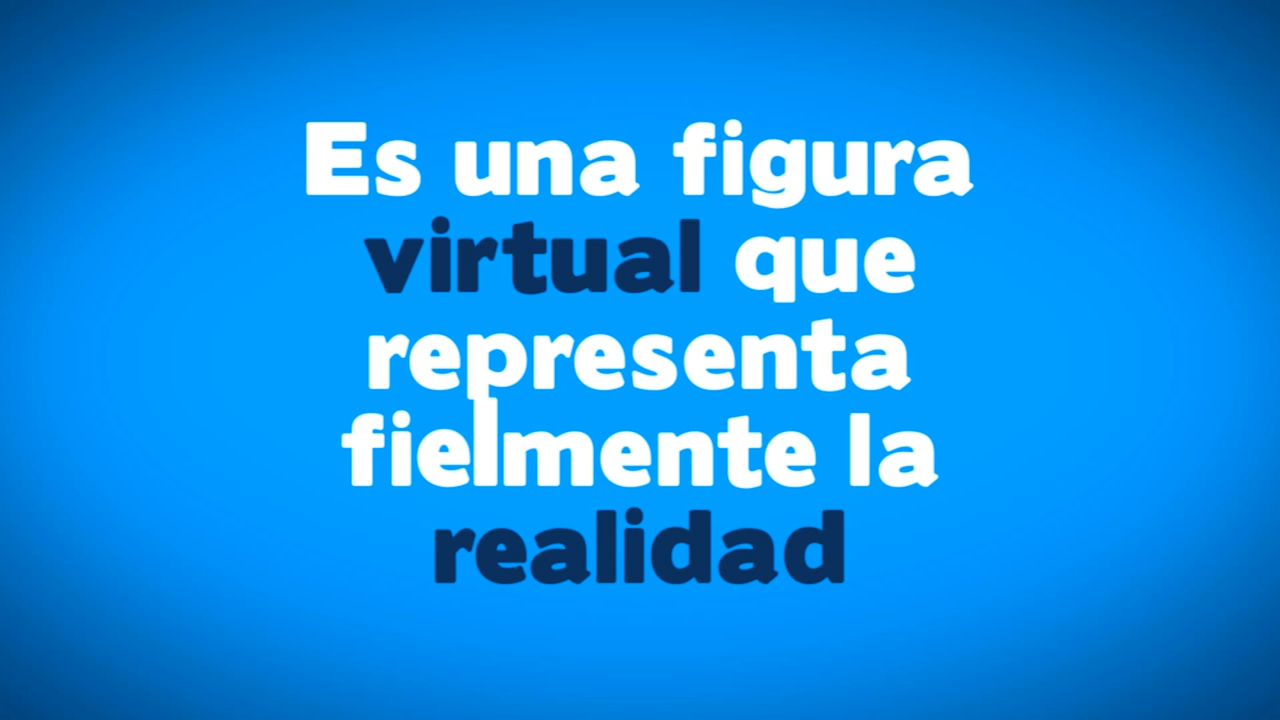 Es una figura
virtual que
representa
fielmente la
realidad